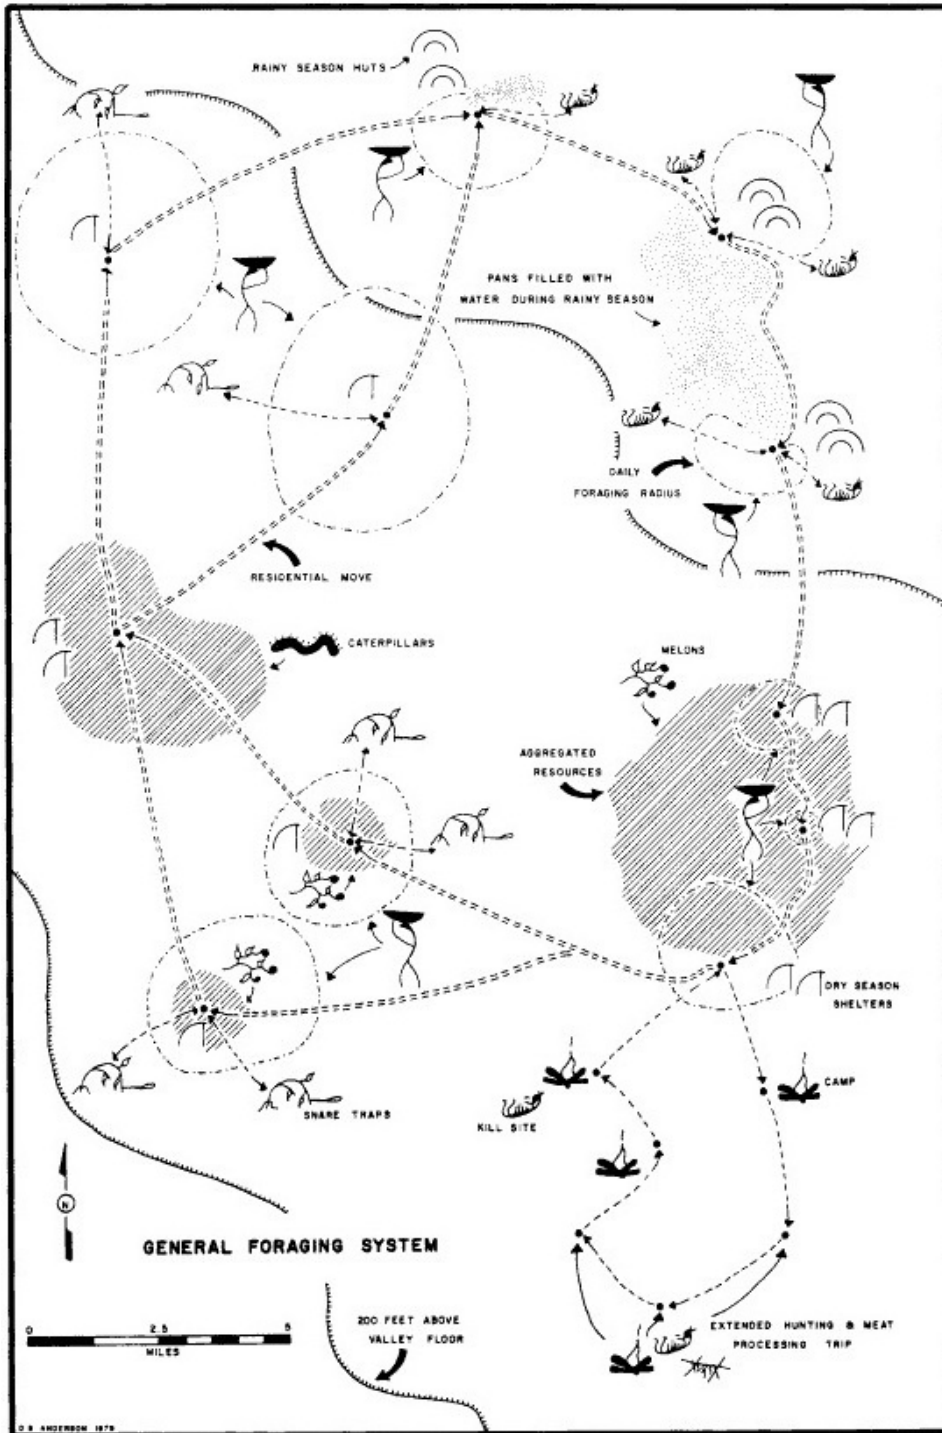 RAINY SEASON HUTS
PANS FILLED WITH
WATER DURING RAINY SEASON
DAILY
FORAGING RADIUS
RESIDENTIAL MOVE
CATERPILLARS
MELONS
AGGREGATED
RESOURCES
DRY SEASON
SHELTERS
CAMP
KILL SITE
SNARE TRAPS
N
GENERAL FORAGING SYSTEM
0 2.5 5
MILES
200 FEET ABOVE
VALLEY FLOOR
EXTENDED HUNTING & MEAT
PROCESSING TRIP
D S ANDERSON 1979